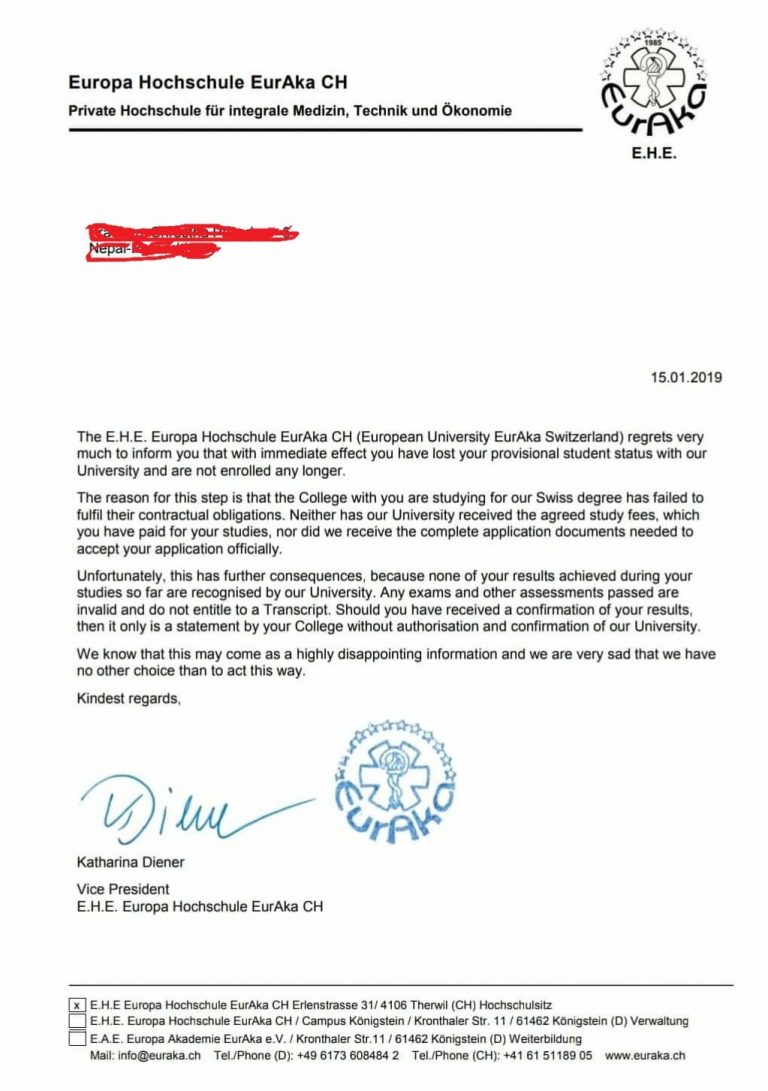 1985
EurAka
Europa Hochschule EurAka CH
Private Hochschule für integrale Medizin, Technik und Ökonomie
E.H.E.
Nepal-
15.01.2019
The E.H.E. Europa Hochschule EurAka CH (European University EurAka Switzerland) regrets very
much to inform you that with immediate effect you have lost your provisional student status with our
University and are not enrolled any longer.
The reason for this step is that the College with you are studying for our Swiss degree has failed to
fulfil their contractual obligations. Neither has our University received the agreed study fees, which
you have paid for your studies, nor did we receive the complete application documents needed to
accept your application officially.
Unfortunately, this has further consequences, because none of your results achieved during your
studies so far are recognised by our University. Any exams and other assessments passed are
invalid and do not entitle to a Transcript. Should you have received a confirmation of your results,
then it only is a statement by your College without authorisation and confirmation of our University.
We know that this may come as a highly disappointing information and we are very sad that we have
no other choice than to act this way.
Kindest regards,
KDiener
EurAka
Katharina Diener
Vice President
E.H.E. Europa Hochschule EurAka CH
x E.H.E Europa Hochschule EurAka CH Erlenstrasse 31/ 4106 Therwil (CH) Hochschulsitz
E.H.E. Europa Hochschule EurAka CH / Campus Königstein / Kronthaler Str. 11 / 61462 Königstein (D) Verwaltung
E.A.E. Europa Akademie EurAka e.V. / Kronthaler Str.11 / 61462 Königstein (D) Weiterbildung
Mail: info@euraka.ch Tel./Phone (D): +49 6173 608484 2 Tel./Phone (CH): +41 61 51189 05 www.euraka.ch